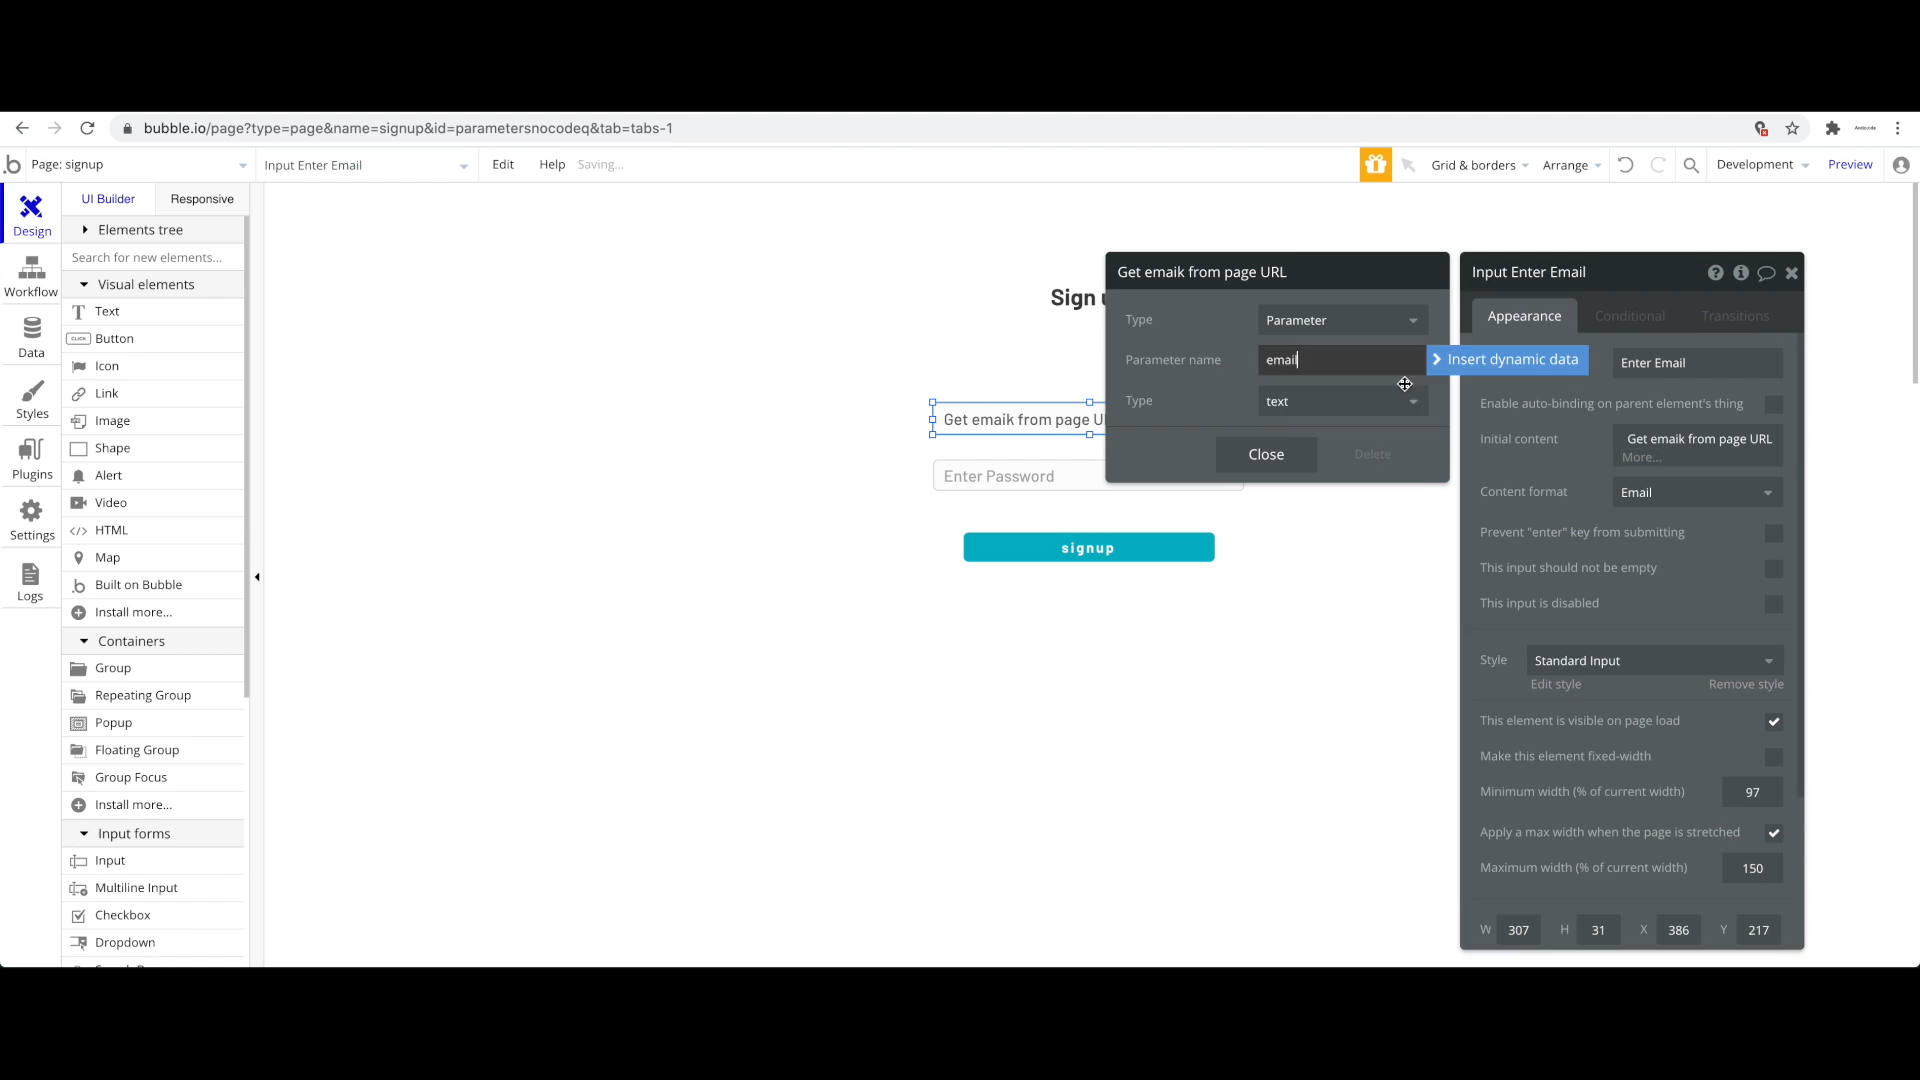 bubble.io/page?type=page&name=signup&id=parametersnocodeq&tab=tabs-1
Page: signup
Input Enter Email
Edit
Help
Saving...
Grid & borders
Arrange
Development
Preview
Design
Workflow
Data
Styles
Plugins
Settings
Logs
UI Builder
Responsive
Elements tree
Search for new elements...
Visual elements
Text
CLICK Button
Icon
Link
Image
Shape
Alert
Video
HTML
Map
Built on Bubble
Install more...
Containers
Group
Repeating Group
Popup
Floating Group
Group Focus
Install more...
Input forms
Input
Multiline Input
Checkbox
Dropdown
Sign u
Get emaik from page U
Enter Password
signup
Get emaik from page URL
Type Parameter
Parameter name email
Insert dynamic data
Type text
Close
Delete
Input Enter Email
Appearance
Conditional
Transitions
Enter Email
Enable auto-binding on parent element's thing
Initial content Get emaik from page URL
More...
Content format Email
Prevent "enter" key from submitting
This input should not be empty
This input is disabled
Style Standard Input
Edit style
Remove style
This element is visible on page load
Make this element fixed-width
Minimum width (% of current width) 97
Apply a max width when the page is stretched
Maximum width (% of current width) 150
W 307 H 31 X 386 Y 217